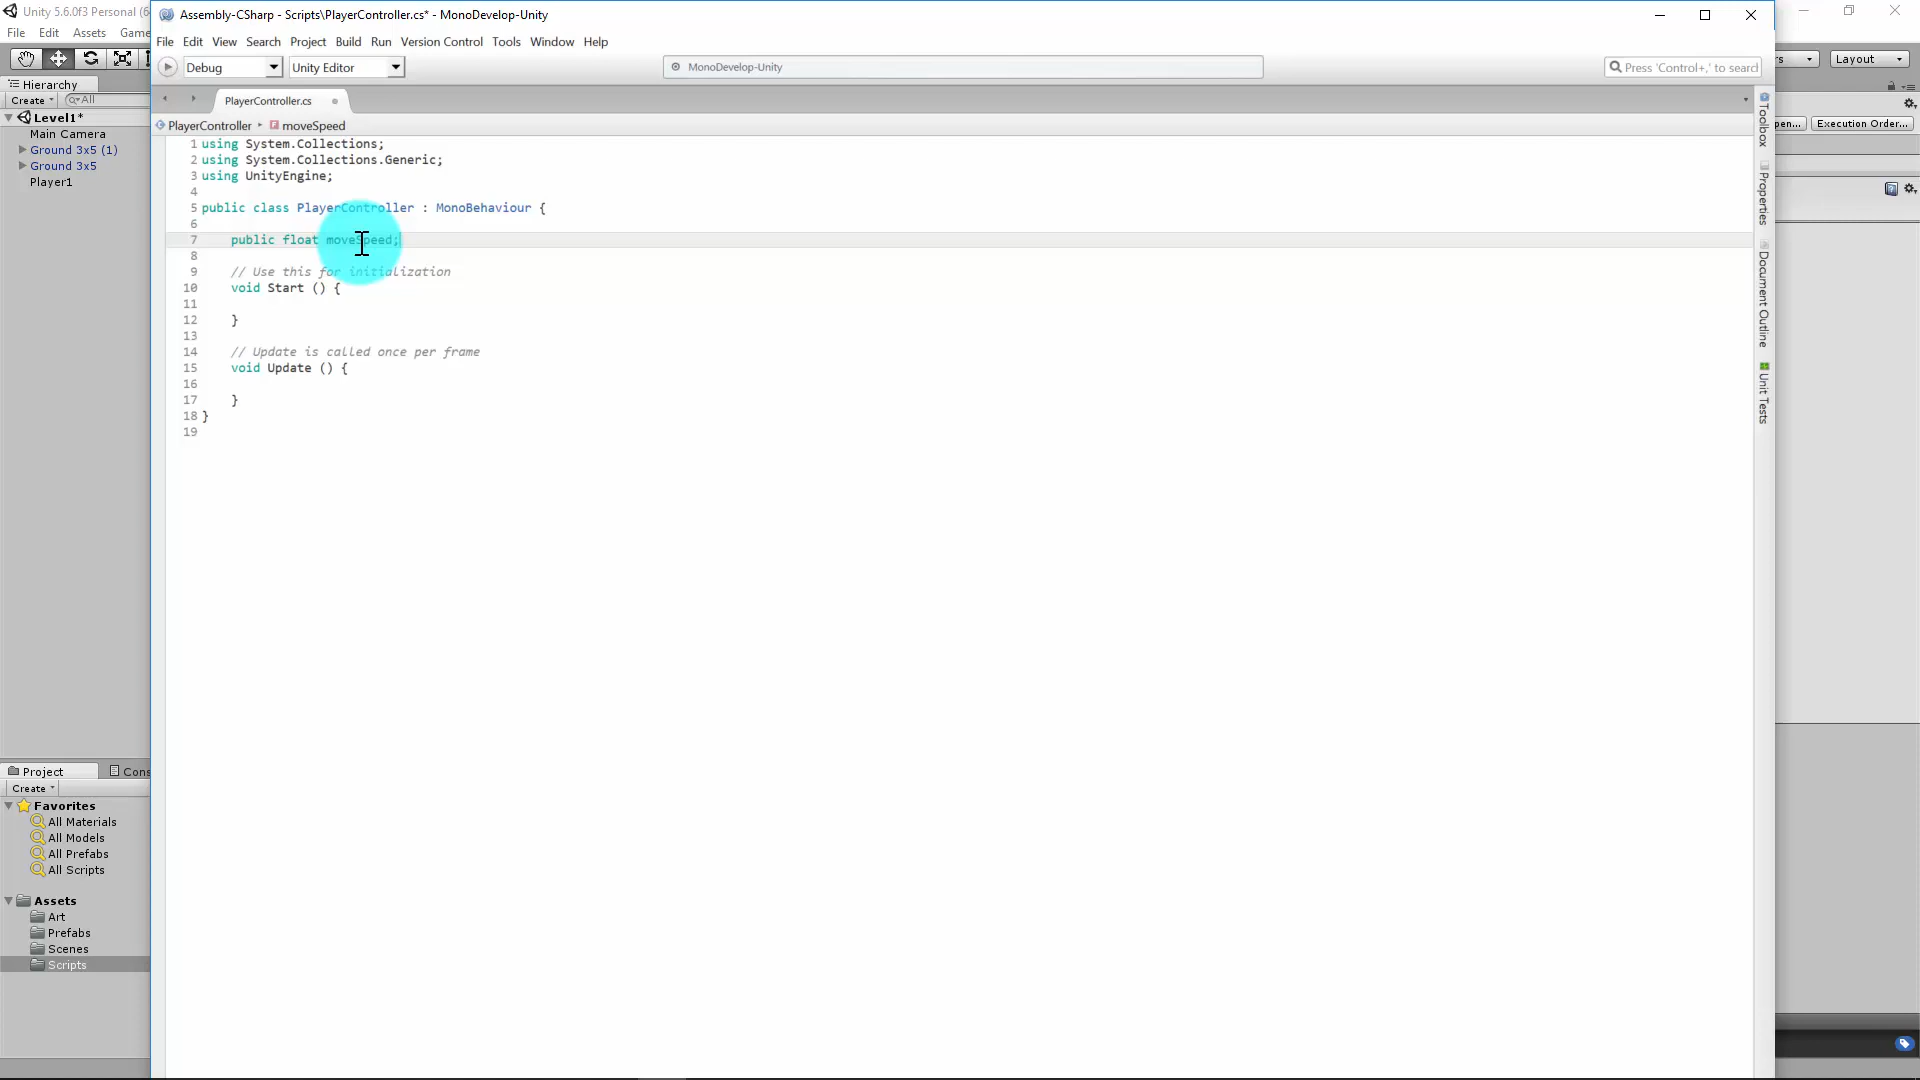 Unity 5.6.0f3 Personal (6
File Edit Assets Game
Hierarchy
Create All
Level1*
Main Camera
Ground 3x5 (1)
Ground 3x5
Player1
Project Cons
Create
Favorites
All Materials
All Models
All Prefabs
All Scripts
Assets
Art
Prefabs
Scenes
Scripts
Assembly-CSharp - Scripts\PlayerController.cs* - MonoDevelop-Unity
File Edit View Search Project Build Run Version Control Tools Window Help
Debug Unity Editor MonoDevelop-Unity Press 'Control+,' to search
PlayerController.cs
PlayerController moveSpeed
1 using System.Collections;
2 using System.Collections.Generic;
3 using UnityEngine;
4
5 public class PlayerController : MonoBehaviour {
6
7 public float moveSpeed;
8
9 // Use this for initialization
10 void Start () {
11
12 }
13
14 // Update is called once per frame
15 void Update () {
16
17 }
18 }
19
Toolbox
Properties
Document Outline
Unit Tests
s Layout
pen... Execution Order...